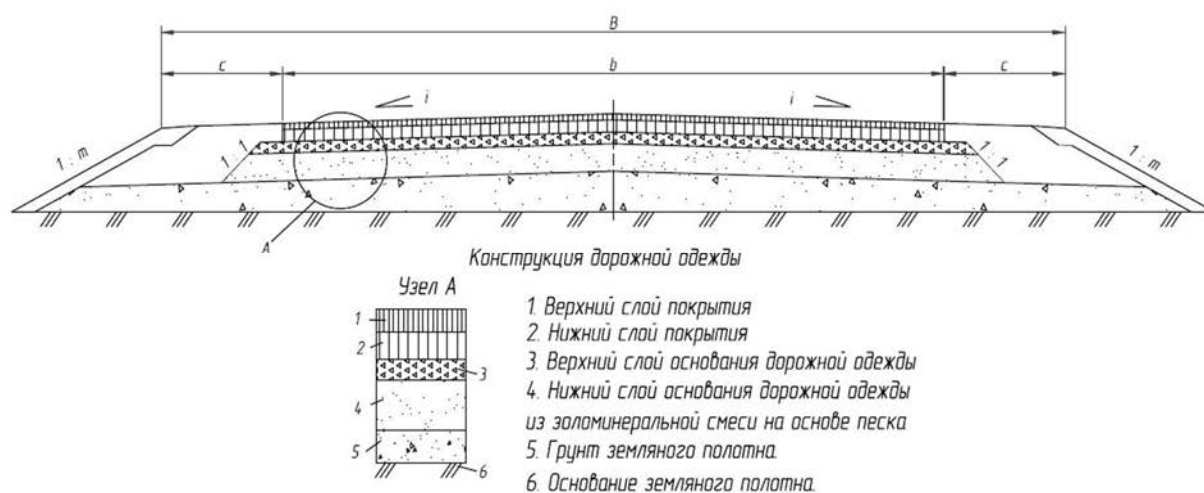 B
c b c
i i
1 : m 1 : 1 1 : 1 1 : m
A
Конструкция дорожной одежды
Узел А
1
2
3
4
5
6
1. Верхний слой покрытия
2. Нижний слой покрытия
3. Верхний слой основания дорожной одежды
4. Нижний слой основания дорожной одежды
из золоминеральной смеси на основе песка
5. Грунт земляного полотна.
6. Основание земляного полотна.